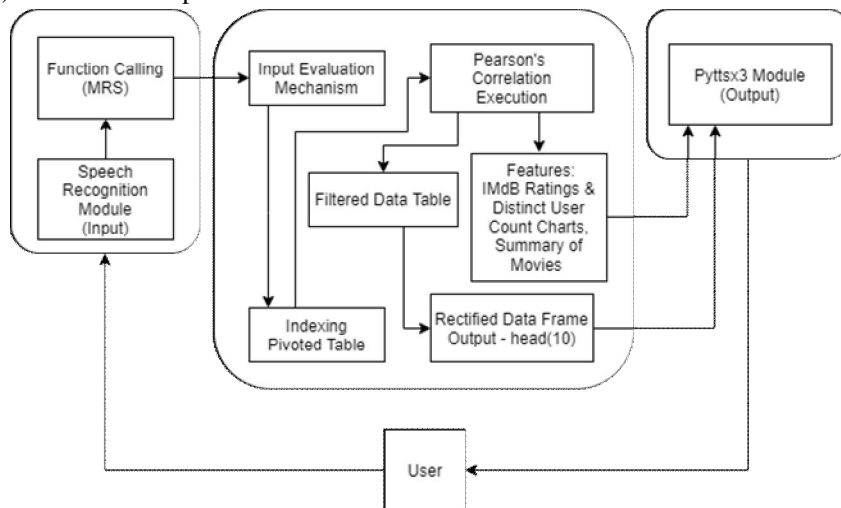 Function Calling
(MRS)
Speech
Recognition
Module
(Input)
Input Evaluation
Mechanism
Pearson's
Correlation
Execution
Filtered Data Table
Features:
IMdB Ratings &
Distinct User
Count Charts,
Summary of
Movies
Indexing
Pivoted Table
Rectified Data Frame
Output - head(10)
Pyttsx3 Module
(Output)
User